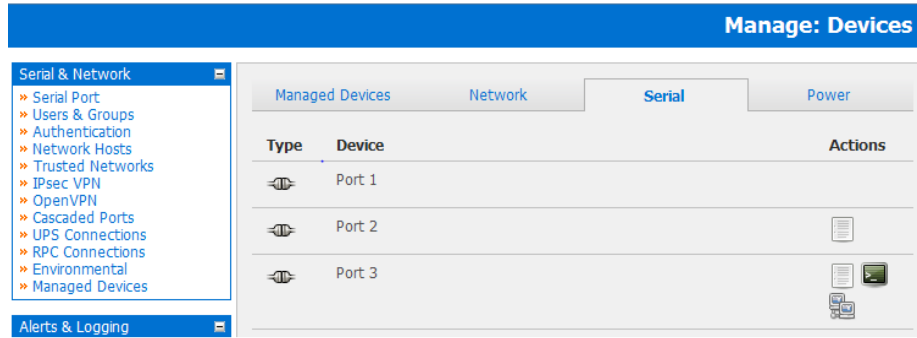 Manage: Devices
Serial & Network
» Serial Port
» Users & Groups
» Authentication
» Network Hosts
» Trusted Networks
» IPsec VPN
» OpenVPN
» Cascaded Ports
» UPS Connections
» RPC Connections
» Environmental
» Managed Devices
Alerts & Logging
Managed Devices Network Serial Power
Type Device Actions
Port 1
Port 2
Port 3